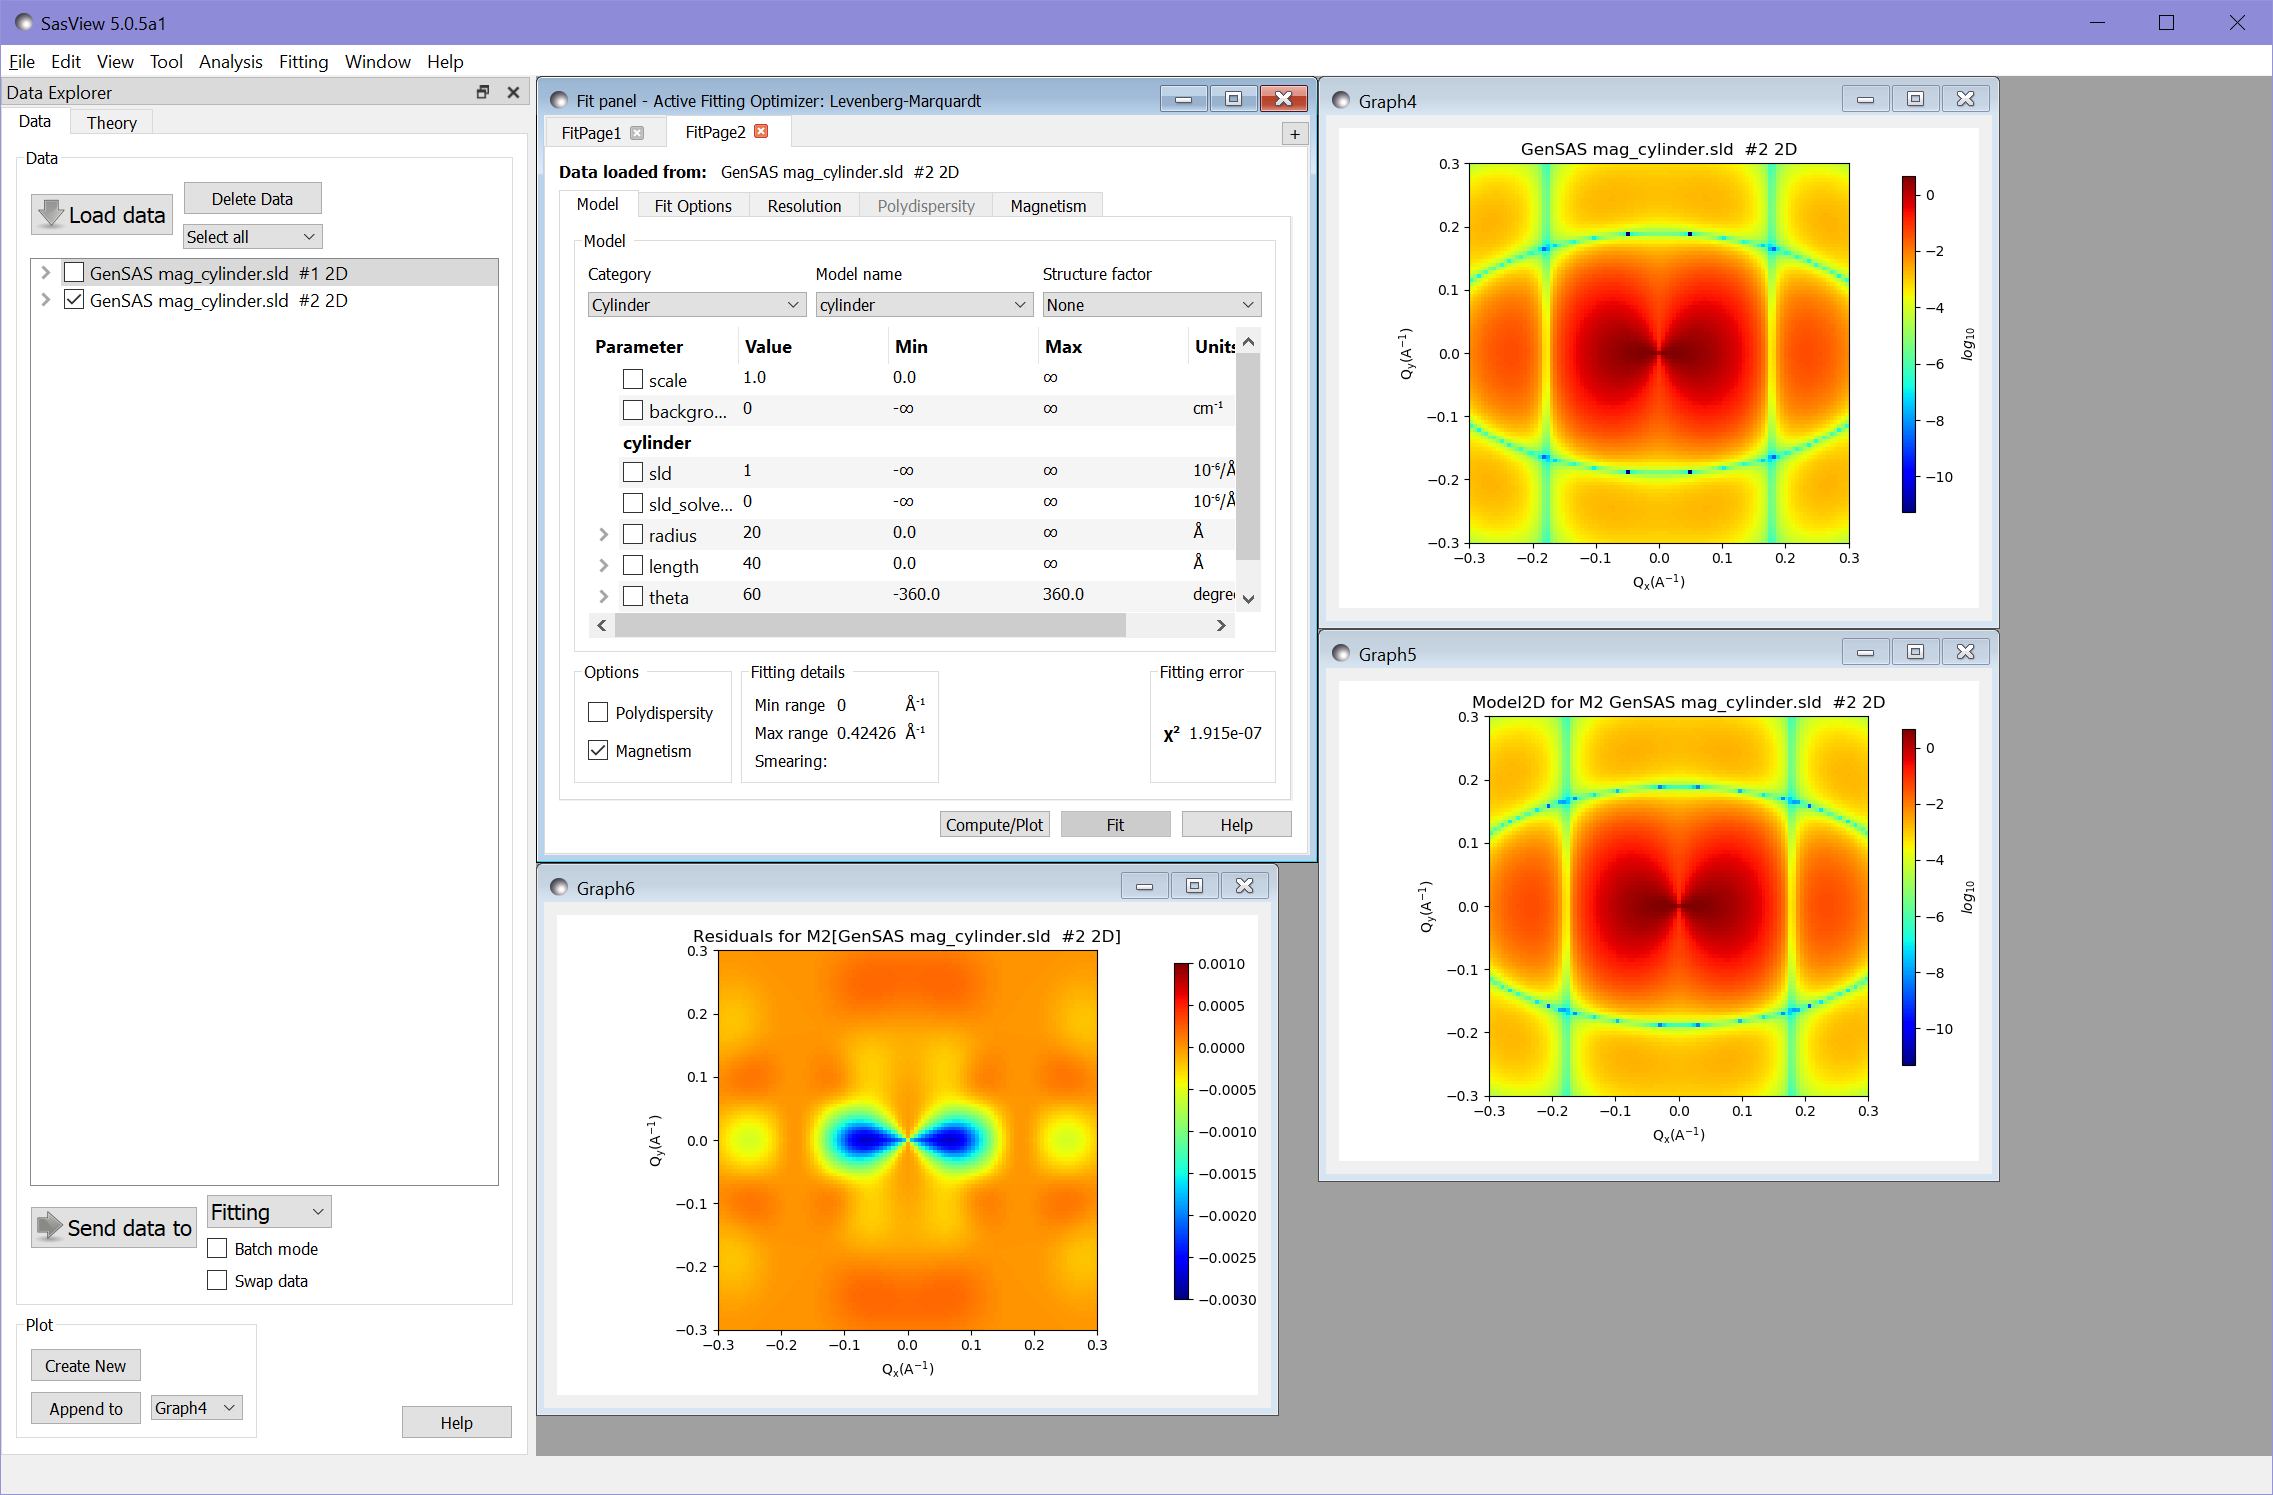 SasView 5.0.5a1
File Edit View Tool Analysis Fitting Window Help
Data Explorer
Data Theory
Data
Load data
Delete Data
Select all
GenSAS mag_cylinder.sld  #1 2D
GenSAS mag_cylinder.sld  #2 2D
Send data to
Fitting
Batch mode
Swap data
Plot
Create New
Append to
Graph4
Help
Fit panel - Active Fitting Optimizer: Levenberg-Marquardt
FitPage1 FitPage2
+
Data loaded from: GenSAS mag_cylinder.sld  #2 2D
Model Fit Options Resolution Polydispersity Magnetism
Model
Category Model name Structure factor
Cylinder cylinder None
Parameter Value Min Max Units
scale 1.0 0.0 ∞
backgro... 0 -∞ ∞ cm⁻¹
cylinder
sld 1 -∞ ∞ 10⁻⁶/Å
sld_solve... 0 -∞ ∞ 10⁻⁶/Å
radius 20 0.0 ∞ Å
length 40 0.0 ∞ Å
theta 60 -360.0 360.0 degre
Options
Polydispersity
Magnetism
Fitting details
Min range 0 Å⁻¹
Max range 0.42426 Å⁻¹
Smearing:
Fitting error
χ² 1.915e-07
Compute/Plot Fit Help
Graph4
GenSAS mag_cylinder.sld  #2 2D
0.3
0.2
0.1
0.0
−0.1
−0.2
−0.3
−0.3 −0.2 −0.1 0.0 0.1 0.2 0.3
Qx(A⁻¹)
Qy(A⁻¹)
0
−2
−4
−6
−8
−10
log₁₀
Graph5
Model2D for M2 GenSAS mag_cylinder.sld  #2 2D
0.3
0.2
0.1
0.0
−0.1
−0.2
−0.3
−0.3 −0.2 −0.1 0.0 0.1 0.2 0.3
Qx(A⁻¹)
Qy(A⁻¹)
0
−2
−4
−6
−8
−10
log₁₀
Graph6
Residuals for M2[GenSAS mag_cylinder.sld  #2 2D]
0.3
0.2
0.1
0.0
−0.1
−0.2
−0.3
−0.3 −0.2 −0.1 0.0 0.1 0.2 0.3
Qx(A⁻¹)
Qy(A⁻¹)
0.0010
0.0005
0.0000
−0.0005
−0.0010
−0.0015
−0.0020
−0.0025
−0.0030